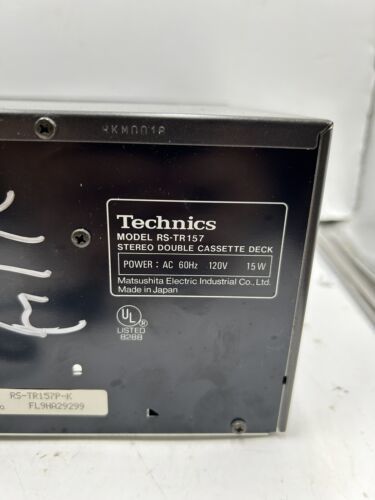 Technics
MODEL RS-TR157
STEREO DOUBLE CASSETTE DECK
POWER: AC 60Hz 120V 15W
Matsushita Electric Industrial Co., Ltd.
Made in Japan
UL
®
LISTED
828B
RS-TR157P-K
FL9HA29299